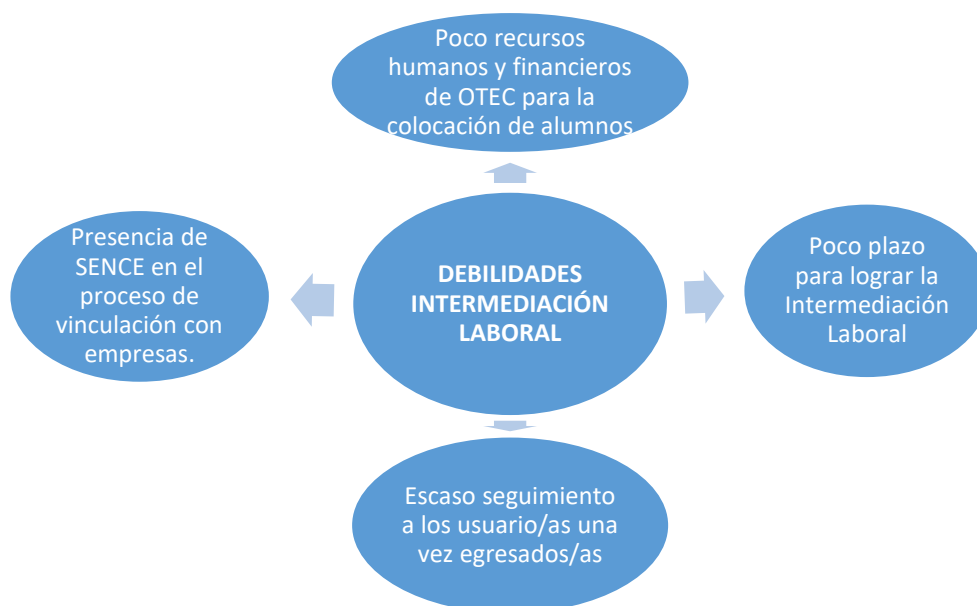 Poco recursos
humanos y financieros
de OTEC para la
colocación de alumnos
Presencia de
SENCE en el
proceso de
vinculación con
empresas.
DEBILIDADES
INTERMEDIACIÓN
LABORAL
Poco plazo
para lograr la
Intermediación
Laboral
Escaso seguimiento
a los usuario/as una
vez egresados/as